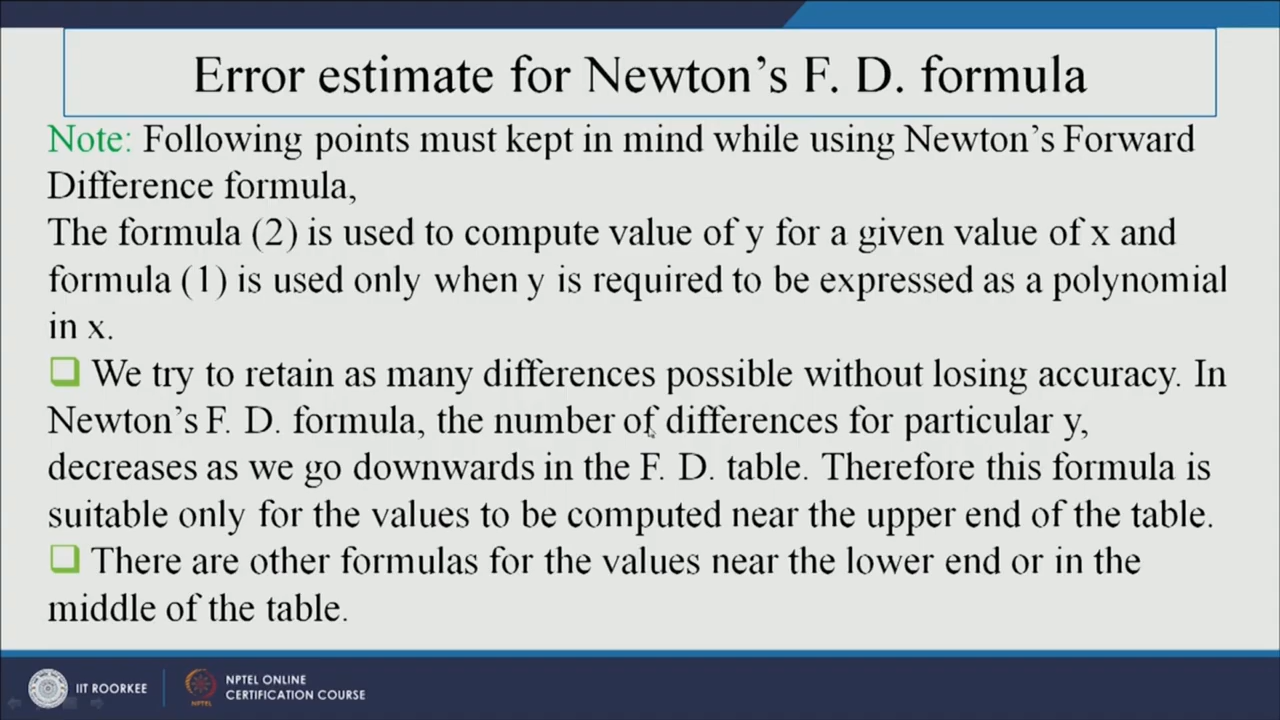 Error estimate for Newton's F. D. formula
Note: Following points must kept in mind while using Newton's Forward
Difference formula,
The formula (2) is used to compute value of y for a given value of x and
formula (1) is used only when y is required to be expressed as a polynomial
in x.
We try to retain as many differences possible without losing accuracy. In
Newton's F. D. formula, the number of differences for particular y,
decreases as we go downwards in the F. D. table. Therefore this formula is
suitable only for the values to be computed near the upper end of the table.
There are other formulas for the values near the lower end or in the
middle of the table.
IIT ROORKEE
NPTEL
NPTEL ONLINE
CERTIFICATION COURSE